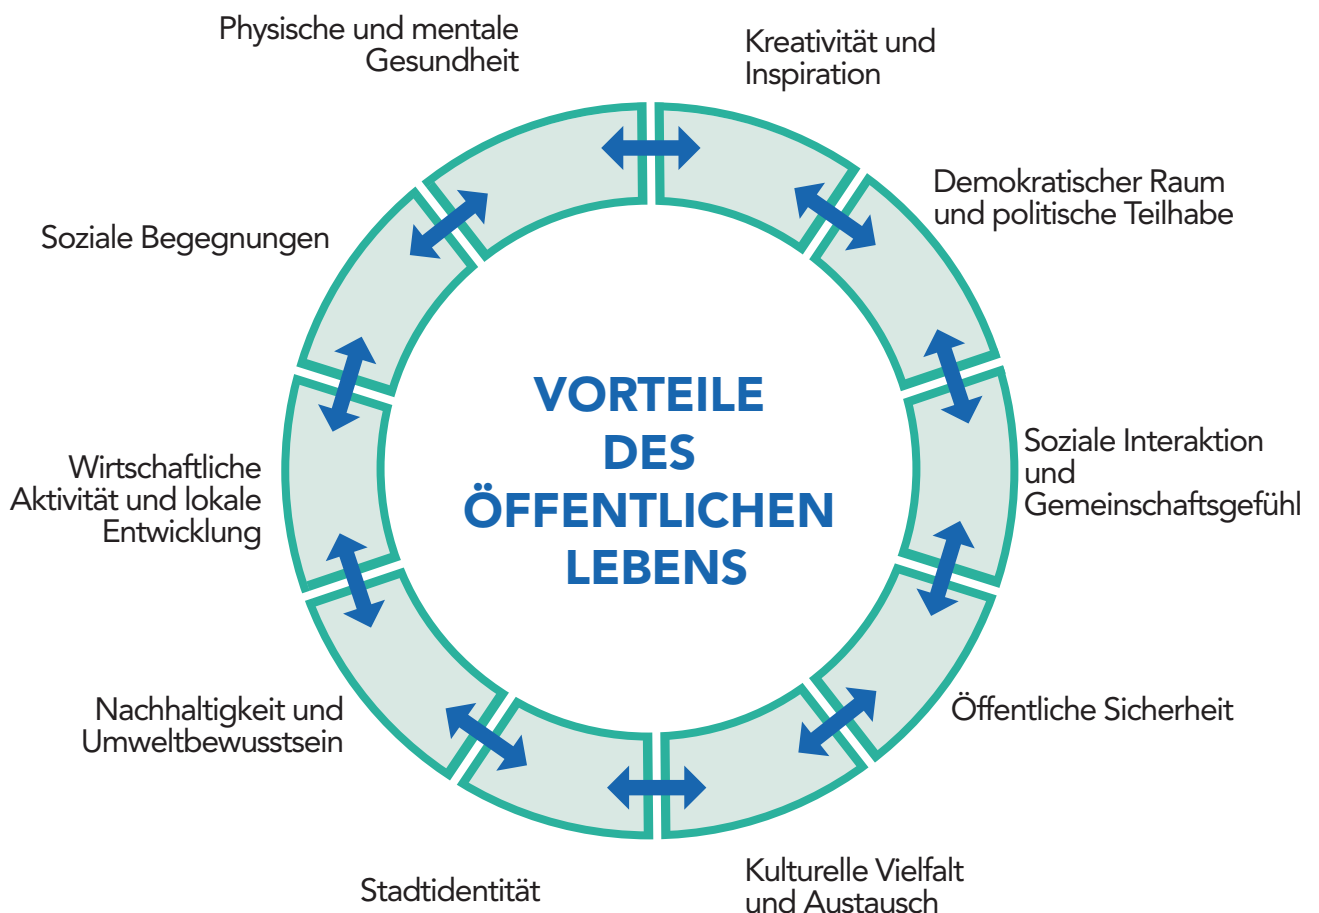 Physische und mentale
Gesundheit
Kreativität und
Inspiration
Demokratischer Raum
und politische Teilhabe
Soziale Begegnungen
VORTEILE
DES
ÖFFENTLICHEN
LEBENS
Soziale Interaktion
und
Gemeinschaftsgefühl
Wirtschaftliche
Aktivität und lokale
Entwicklung
Öffentliche Sicherheit
Nachhaltigkeit und
Umweltbewusstsein
Kulturelle Vielfalt
und Austausch
Stadtidentität